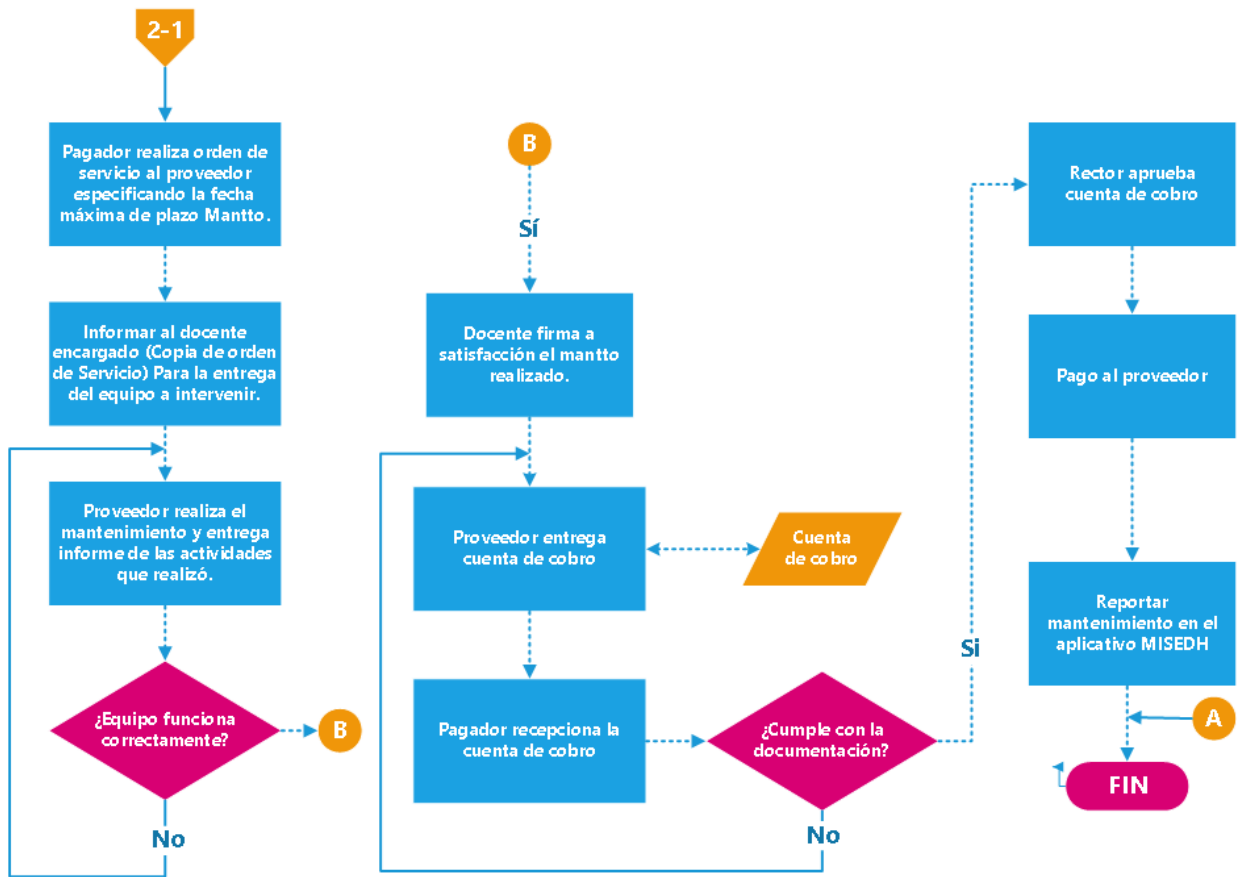 2-1
Pagador realiza orden de
servicio al proveedor
especificando la fecha
máxima de plazo Mantto.
Informar al docente
encargado (Copia de orden
de Servicio) Para la entrega
del equipo a intervenir.
Proveedor realiza el
mantenimiento y entrega
informe de las actividades
que realizó.
¿Equipo funciona
correctamente?
B
No
B
Sí
Docente firma a
satisfacción el mantto
realizado.
Proveedor entrega
cuenta de cobro
Cuenta
de cobro
Pagador recepciona la
cuenta de cobro
¿Cumple con la
documentación?
No
Si
Rector aprueba
cuenta de cobro
Pago al proveedor
Reportar
mantenimiento en el
aplicativo MISEDH
A
FIN